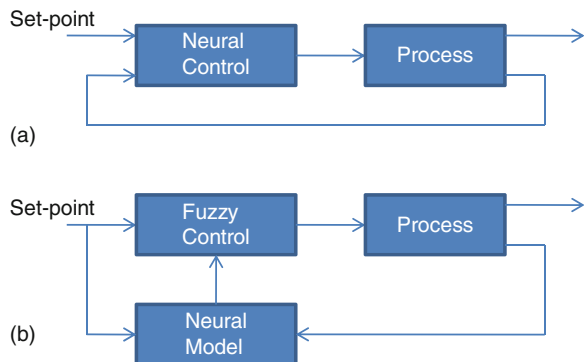 Set-point
Neural
Control
Process
(a)
Set-point
Fuzzy
Control
Process
Neural
Model
(b)